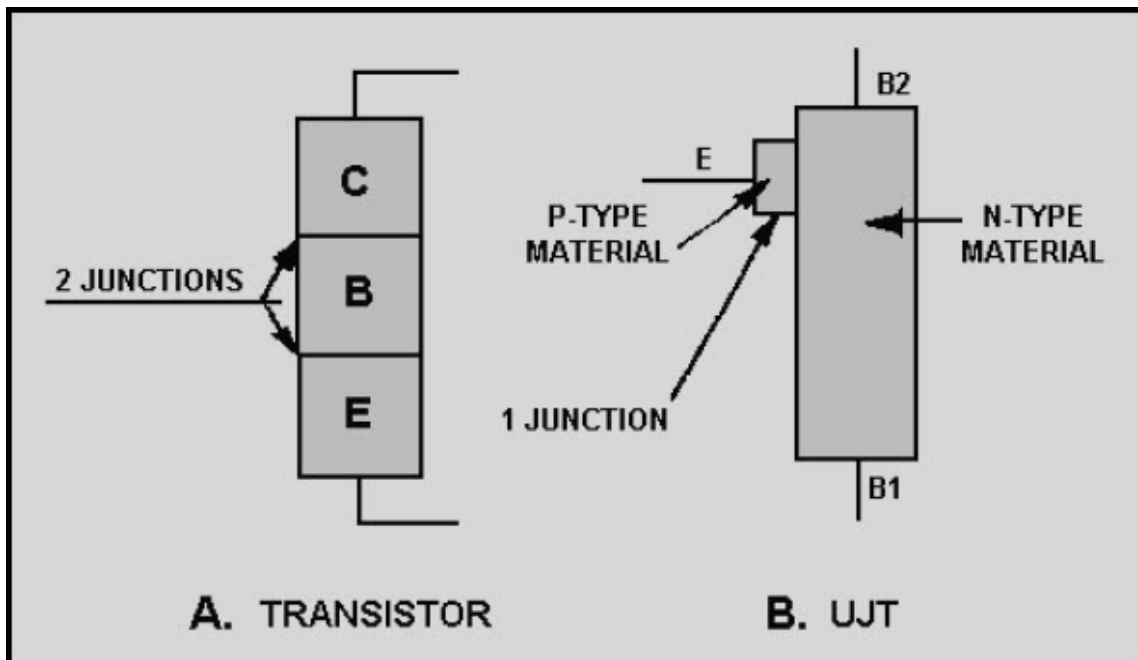 C
B
E
2 JUNCTIONS
A. TRANSISTOR
B2
E
P-TYPE
MATERIAL
N-TYPE
MATERIAL
1 JUNCTION
B1
B. UJT